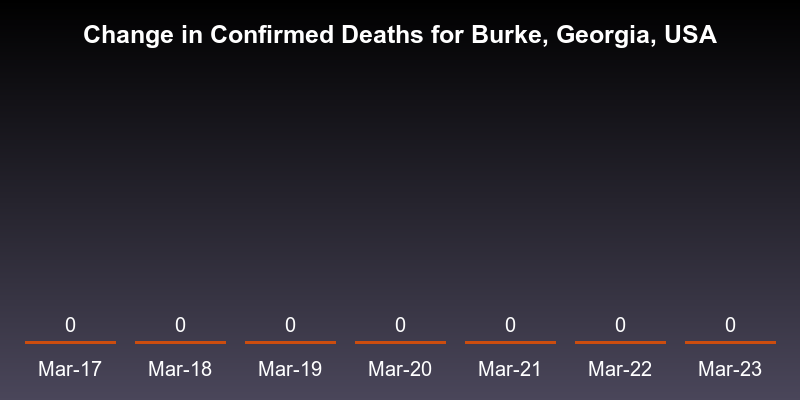 Change in Confirmed Deaths for Burke, Georgia, USA
0 0 0 0 0 0 0
Mar-17 Mar-18 Mar-19 Mar-20 Mar-21 Mar-22 Mar-23